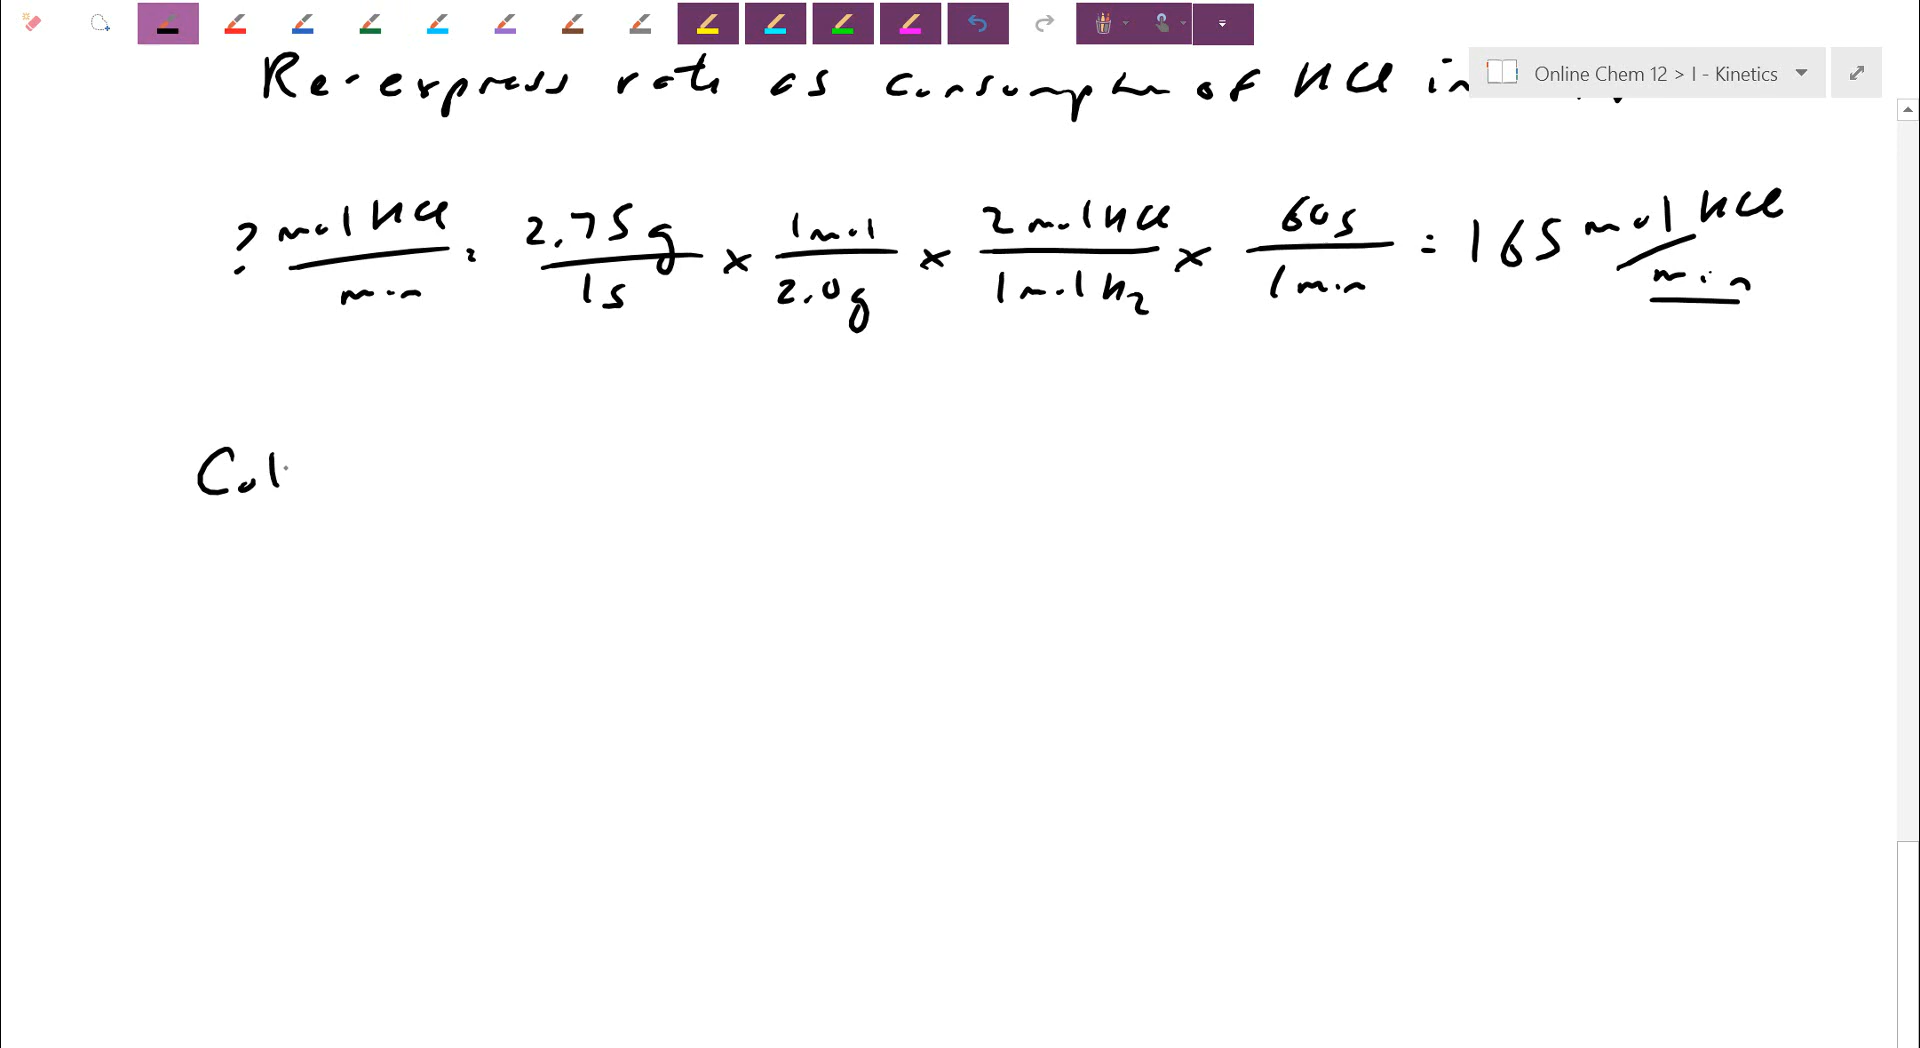 Online Chem 12 > I - Kinetics
Re-express rate as consumption of HCl in
? mol HCl / min = 2.75 g / 1 s × 1 mol / 2.0 g × 2 mol HCl / 1 mol H₂ × 60 s / 1 min = 165 mol HCl / min